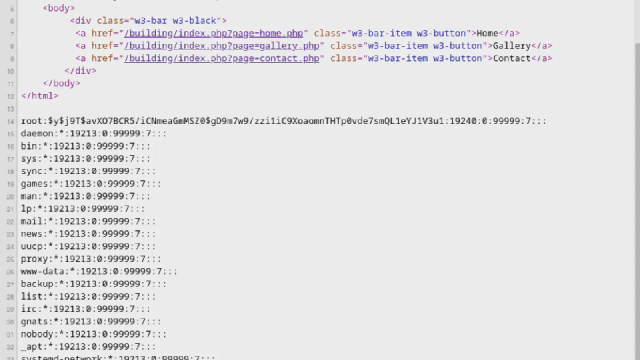 5 <body>
6 <div class="w3-bar w3-black">
7 <a href="/building/index.php?page=home.php" class="w3-bar-item w3-button">Home</a>
8 <a href="/building/index.php?page=gallery.php" class="w3-bar-item w3-button">Gallery</a>
9 <a href="/building/index.php?page=contact.php" class="w3-bar-item w3-button">Contact</a>
10 </div>
11 </body>
12 </html>
13
14 root:$y$j9T$avXO7BCR5/iCNmeaGmMSZ0$gD9m7w9/zzi1iC9XoaomnTHTp0vde7smQL1eYJ1V3u1:19240:0:99999:7:::
15 daemon:*:19213:0:99999:7:::
16 bin:*:19213:0:99999:7:::
17 sys:*:19213:0:99999:7:::
18 sync:*:19213:0:99999:7:::
19 games:*:19213:0:99999:7:::
20 man:*:19213:0:99999:7:::
21 lp:*:19213:0:99999:7:::
22 mail:*:19213:0:99999:7:::
23 news:*:19213:0:99999:7:::
24 uucp:*:19213:0:99999:7:::
25 proxy:*:19213:0:99999:7:::
26 www-data:*:19213:0:99999:7:::
27 backup:*:19213:0:99999:7:::
28 list:*:19213:0:99999:7:::
29 irc:*:19213:0:99999:7:::
30 gnats:*:19213:0:99999:7:::
31 nobody:*:19213:0:99999:7:::
32 _apt:*:19213:0:99999:7:::
systemd-network:*:19213:0:99999:7:::